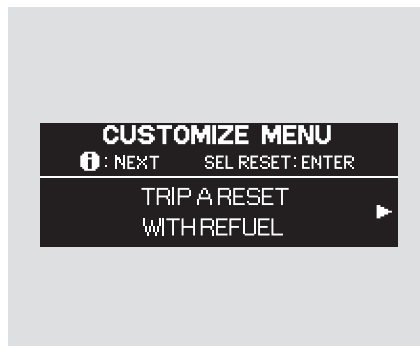 CUSTOMIZE MENU
i : NEXT SEL RESET : ENTER
TRIP A RESET
WITH REFUEL